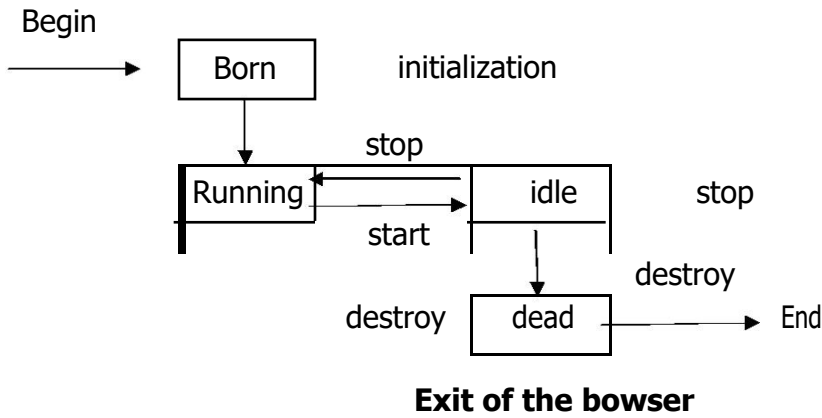 Begin
Born initialization
stop
Running idle stop
start
destroy
destroy dead End
Exit of the bowser